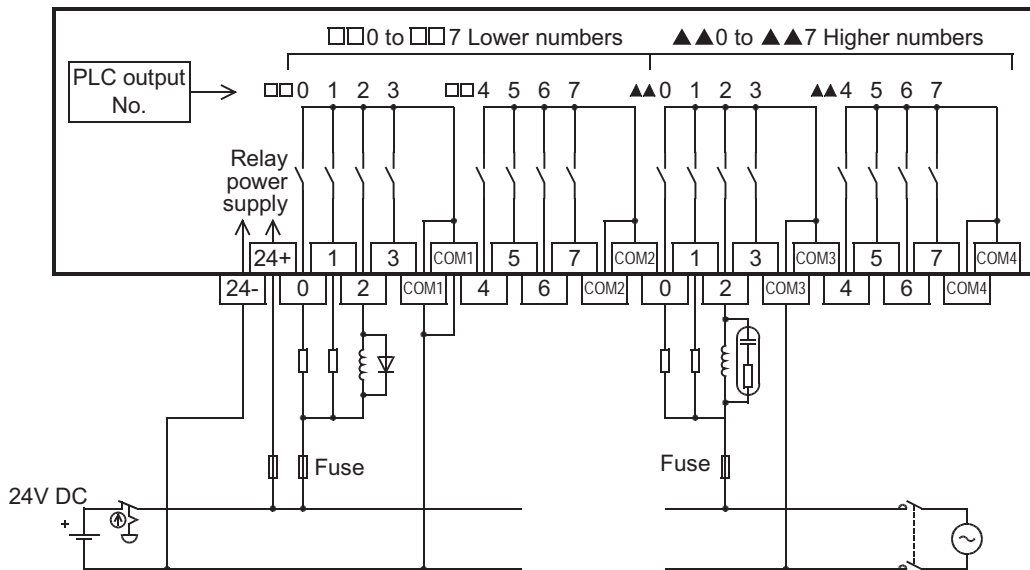 □□0 to □□7 Lower numbers ▲▲0 to ▲▲7 Higher numbers
PLC output
No.
□□0 1 2 3 □□4 5 6 7 ▲▲0 1 2 3 ▲▲4 5 6 7
Relay
power
supply
24+ 1 3 COM1 5 7 COM2 1 3 COM3 5 7 COM4
24- 0 2 COM1 4 6 COM2 0 2 COM3 4 6 COM4
Fuse Fuse
24V DC
+